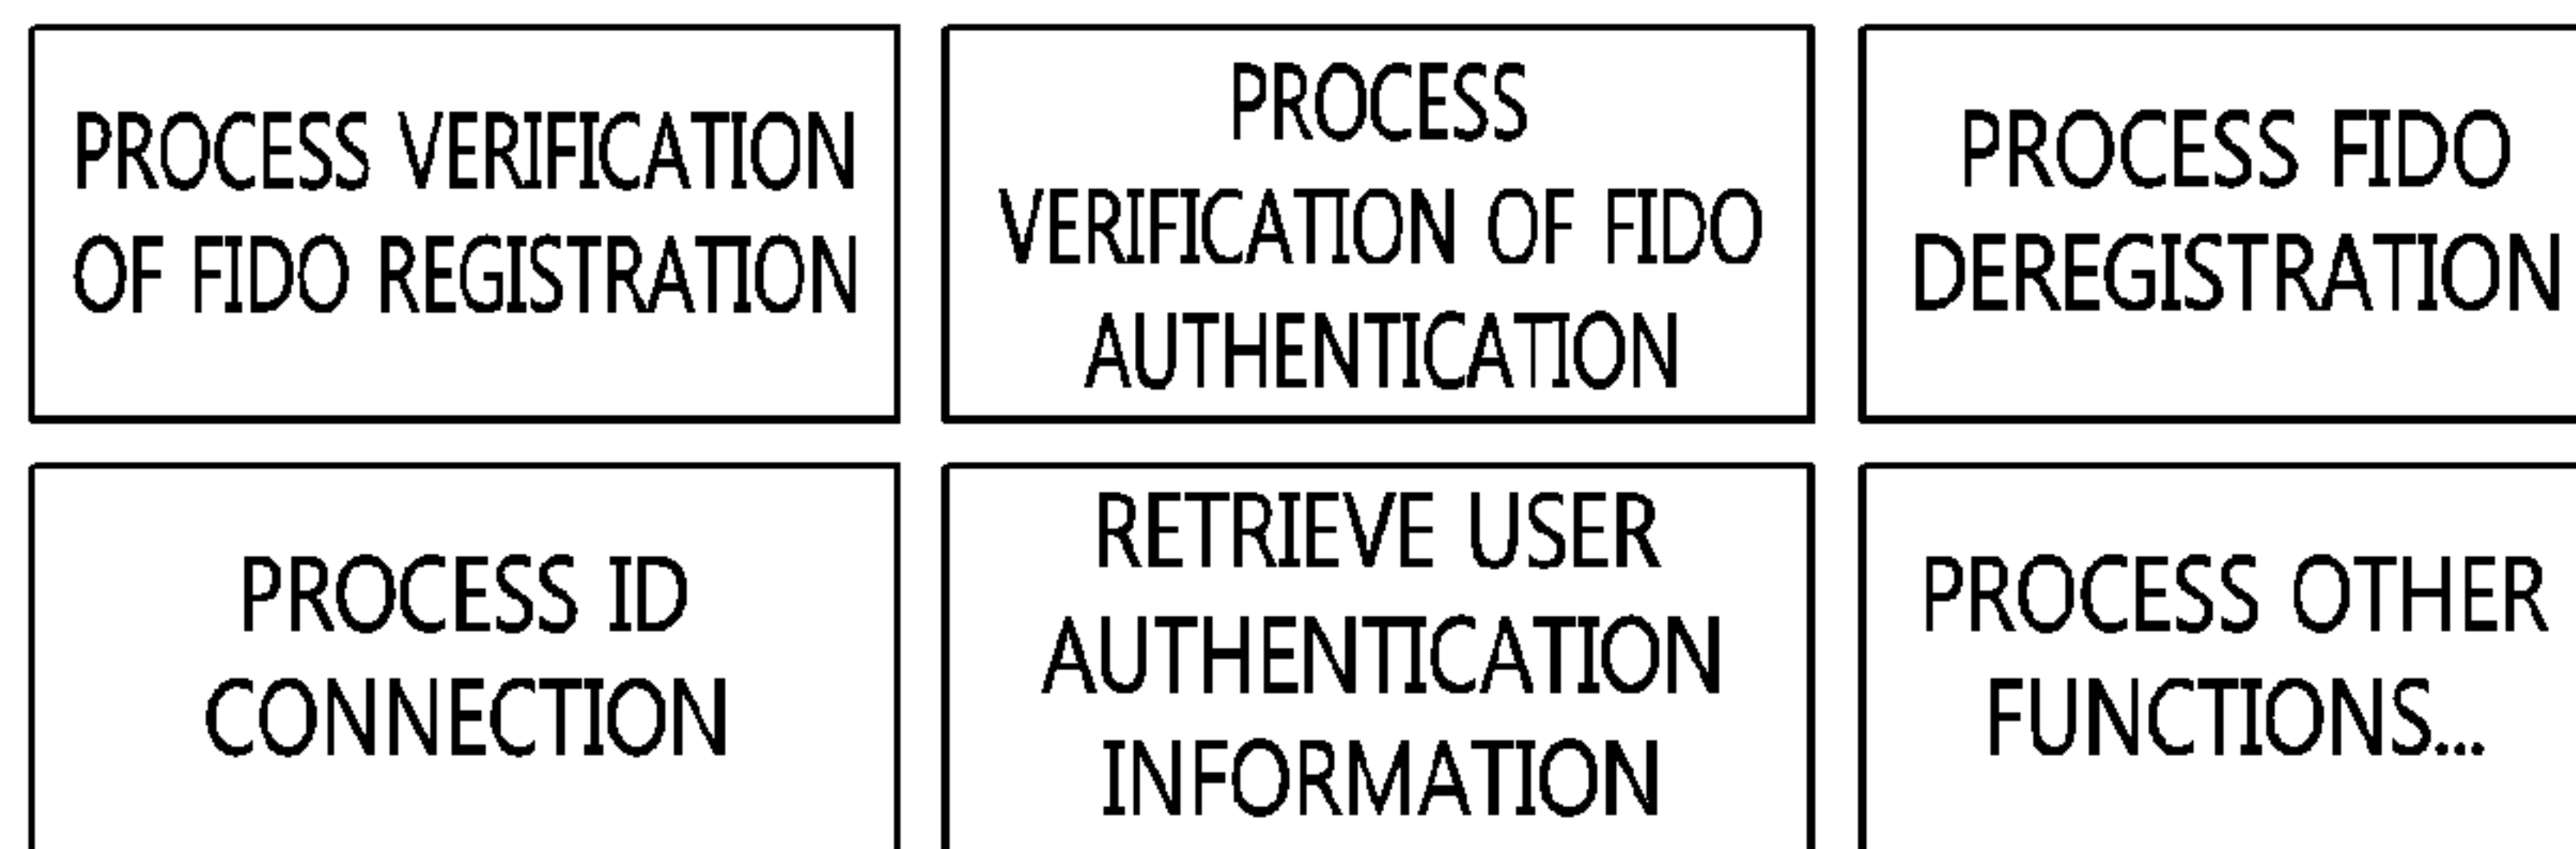 PROCESS VERIFICATION
OF FIDO REGISTRATION
PROCESS
VERIFICATION OF FIDO
AUTHENTICATION
PROCESS FIDO
DEREGISTRATION
PROCESS ID
CONNECTION
RETRIEVE USER
AUTHENTICATION
INFORMATION
PROCESS OTHER
FUNCTIONS...